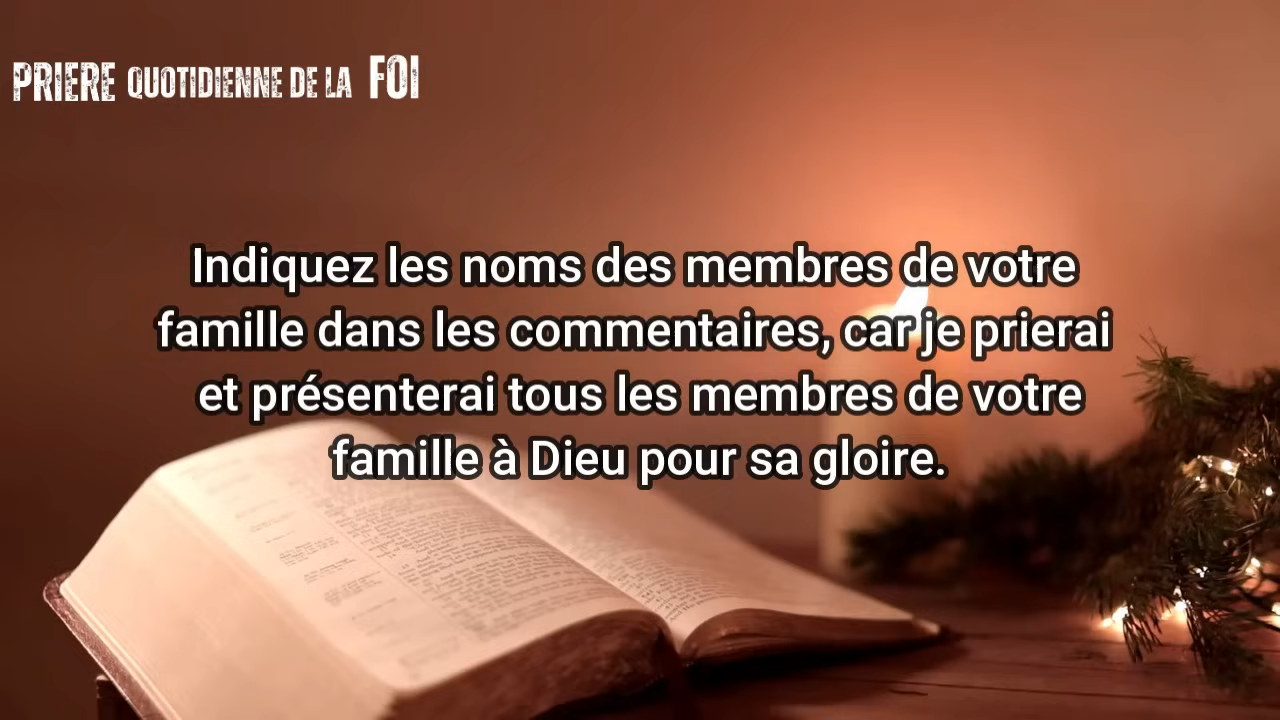 PRIERE QUOTIDIENNE DE LA FOI
Indiquez les noms des membres de votre
famille dans les commentaires, car je prierai
et présenterai tous les membres de votre
famille à Dieu pour sa gloire.